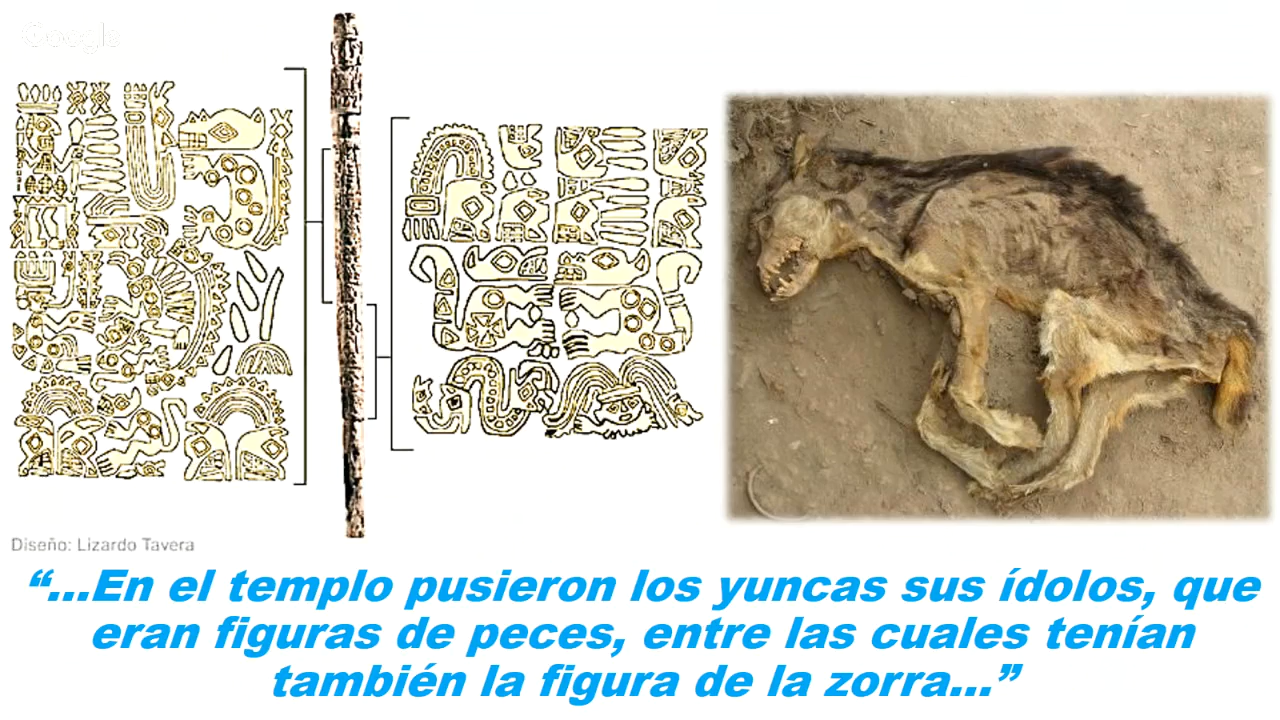 Google
Diseño: Lizardo Tavera
“...En el templo pusieron los yuncas sus ídolos, que
eran figuras de peces, entre las cuales tenían
también la figura de la zorra...”